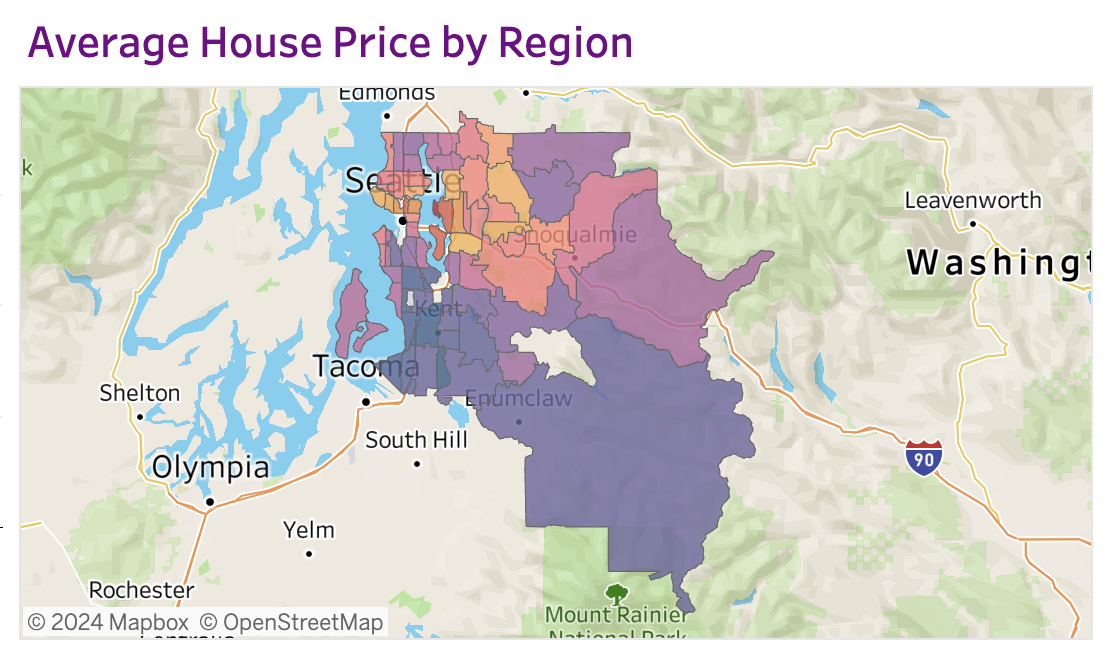 Average House Price by Region
Edmonds
k
Seattle
Leavenworth
Snoqualmie
Washingt
Kent
Tacoma
Shelton
Enumclaw
South Hill
90
Olympia
Yelm
Rochester
Mount Rainier
National Park
© 2024 Mapbox © OpenStreetMap